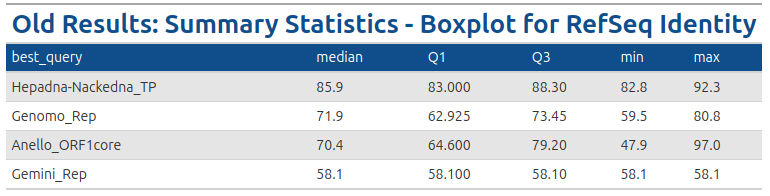 Old Results: Summary Statistics - Boxplot for RefSeq Identity
best_query median Q1 Q3 min max
Hepadna-Nackedna_TP 85.9 83.000 88.30 82.8 92.3
Genomo_Rep 71.9 62.925 73.45 59.5 80.8
Anello_ORF1core 70.4 64.600 79.20 47.9 97.0
Gemini_Rep 58.1 58.100 58.10 58.1 58.1